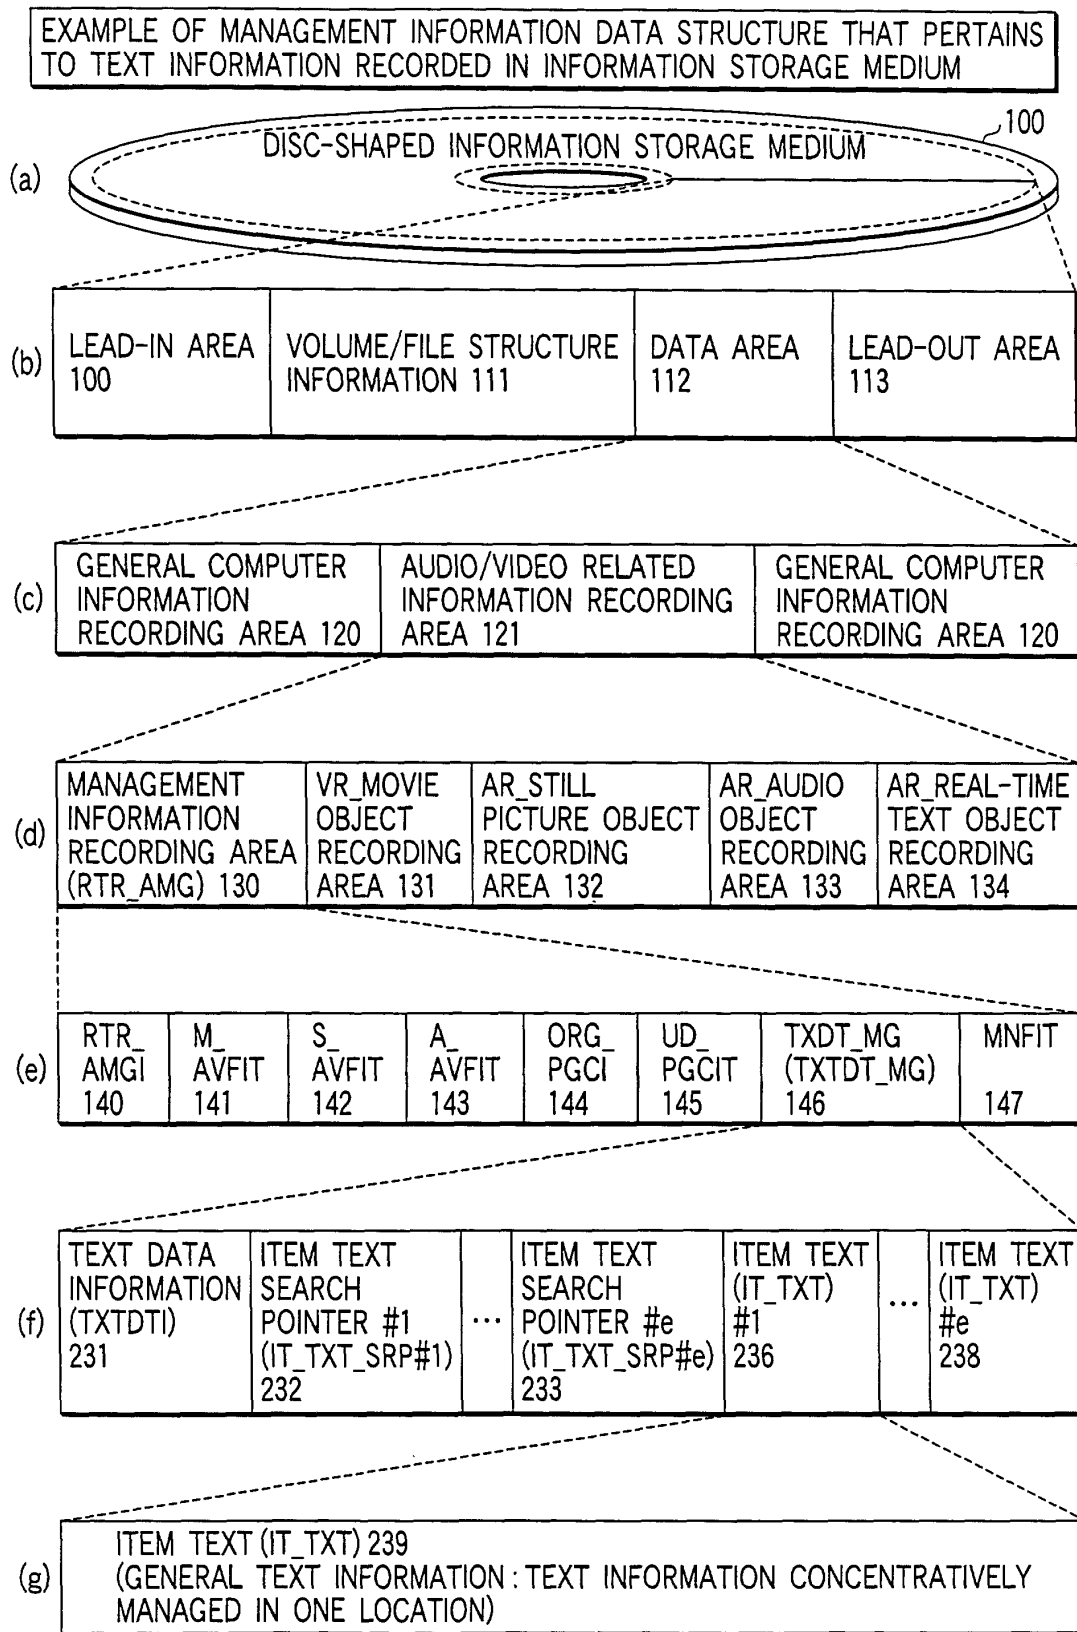 EXAMPLE OF MANAGEMENT INFORMATION DATA STRUCTURE THAT PERTAINS
TO TEXT INFORMATION RECORDED IN INFORMATION STORAGE MEDIUM
100
DISC-SHAPED INFORMATION STORAGE MEDIUM
(a)
(b)
LEAD-IN AREA
100
VOLUME/FILE STRUCTURE
INFORMATION 111
DATA AREA
112
LEAD-OUT AREA
113
(c)
GENERAL COMPUTER
INFORMATION
RECORDING AREA 120
AUDIO/VIDEO RELATED
INFORMATION RECORDING
AREA 121
GENERAL COMPUTER
INFORMATION
RECORDING AREA 120
(d)
MANAGEMENT
INFORMATION
RECORDING AREA
(RTR_AMG) 130
VR_MOVIE
OBJECT
RECORDING
AREA 131
AR_STILL
PICTURE OBJECT
RECORDING
AREA 132
AR_AUDIO
OBJECT
RECORDING
AREA 133
AR_REAL-TIME
TEXT OBJECT
RECORDING
AREA 134
(e)
RTR_
AMGI
140
M_
AVFIT
141
S_
AVFIT
142
A_
AVFIT
143
ORG_
PGCI
144
UD_
PGCIT
145
TXDT_MG
(TXTDT_MG)
146
MNFIT
147
(f)
TEXT DATA
INFORMATION
(TXTDTI)
231
ITEM TEXT
SEARCH
POINTER #1
(IT_TXT_SRP#1)
232
...
ITEM TEXT
SEARCH
POINTER #e
(IT_TXT_SRP#e)
233
ITEM TEXT
(IT_TXT)
#1
236
...
ITEM TEXT
(IT_TXT)
#e
238
(g)
ITEM TEXT (IT_TXT) 239
(GENERAL TEXT INFORMATION : TEXT INFORMATION CONCENTRATIVELY
MANAGED IN ONE LOCATION)